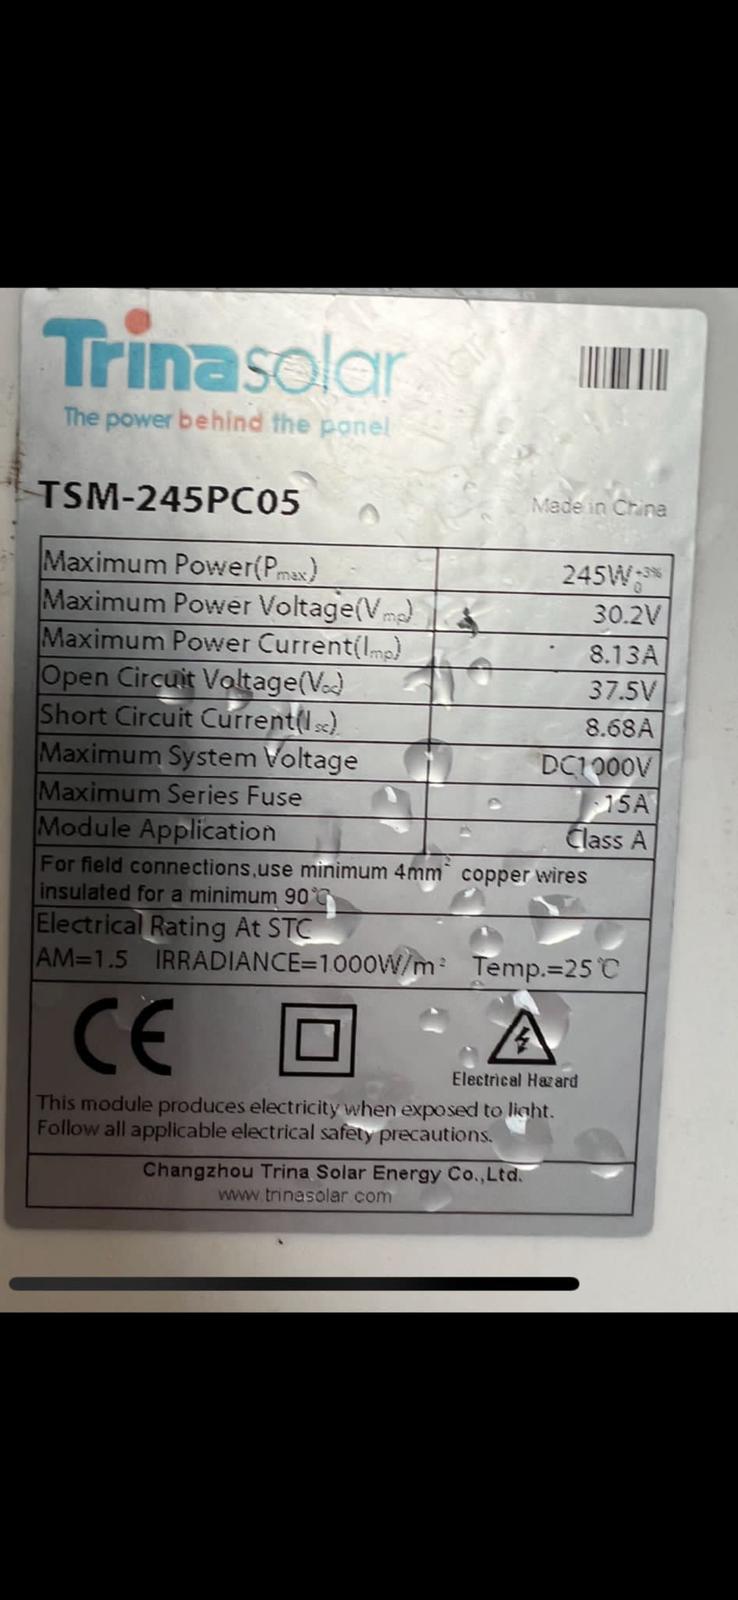 Trinasolar
The power behind the panel
TSM-245PC05
Made in China
Maximum Power(Pmax) 245W +3% 0
Maximum Power Voltage(Vmp) 30.2V
Maximum Power Current(Imp) 8.13A
Open Circuit Voltage(Voc) 37.5V
Short Circuit Current(Isc) 8.68A
Maximum System Voltage DC1000V
Maximum Series Fuse 15A
Module Application Class A
For field connections,use minimum 4mm² copper wires
insulated for a minimum 90℃
Electrical Rating At STC
AM=1.5 IRRADIANCE=1000W/m² Temp.=25℃
CE
Electrical Hazard
This module produces electricity when exposed to light.
Follow all applicable electrical safety precautions.
Changzhou Trina Solar Energy Co.,Ltd.
www.trinasolar.com